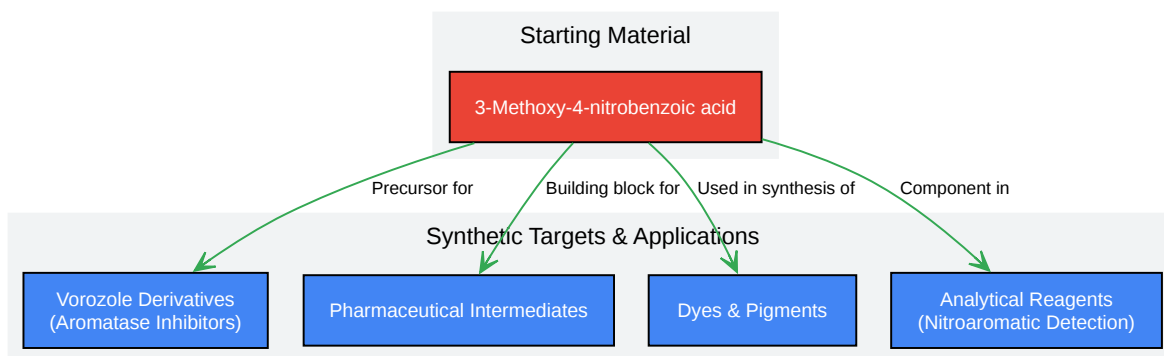 Starting Material
3-Methoxy-4-nitrobenzoic acid
Precursor for
Building block for
Used in synthesis of
Component in
Synthetic Targets & Applications
Vorozole Derivatives
(Aromatase Inhibitors)
Pharmaceutical Intermediates
Dyes & Pigments
Analytical Reagents
(Nitroaromatic Detection)